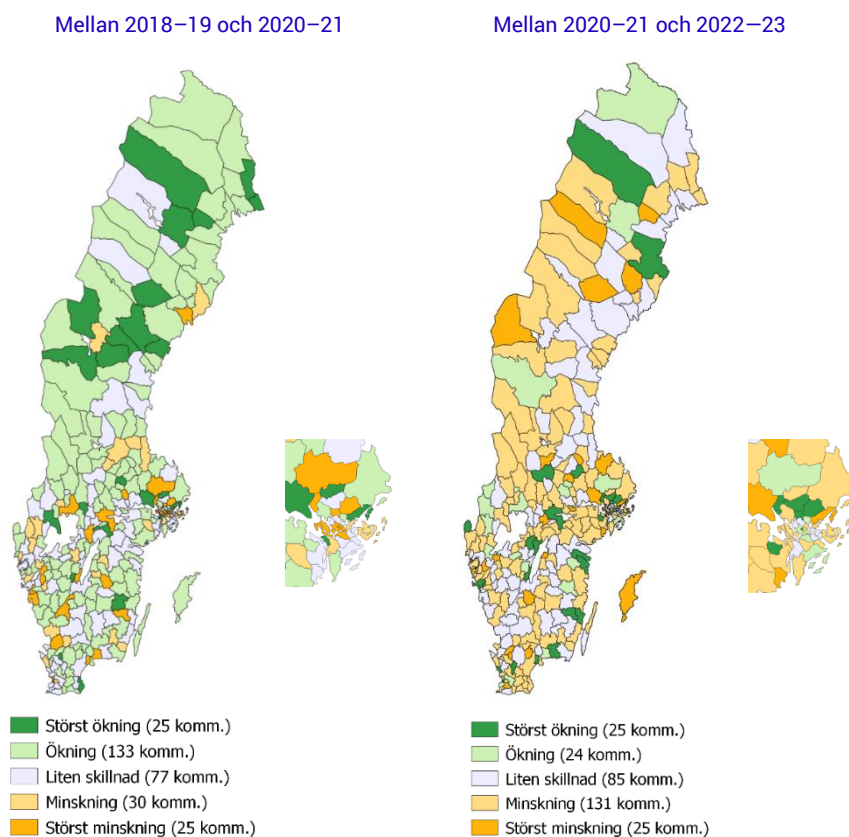 Mellan 2018–19 och 2020–21
Mellan 2020–21 och 2022–23
Störst ökning (25 komm.)
Ökning (133 komm.)
Liten skillnad (77 komm.)
Minskning (30 komm.)
Störst minskning (25 komm.)
Störst ökning (25 komm.)
Ökning (24 komm.)
Liten skillnad (85 komm.)
Minskning (131 komm.)
Störst minskning (25 komm.)